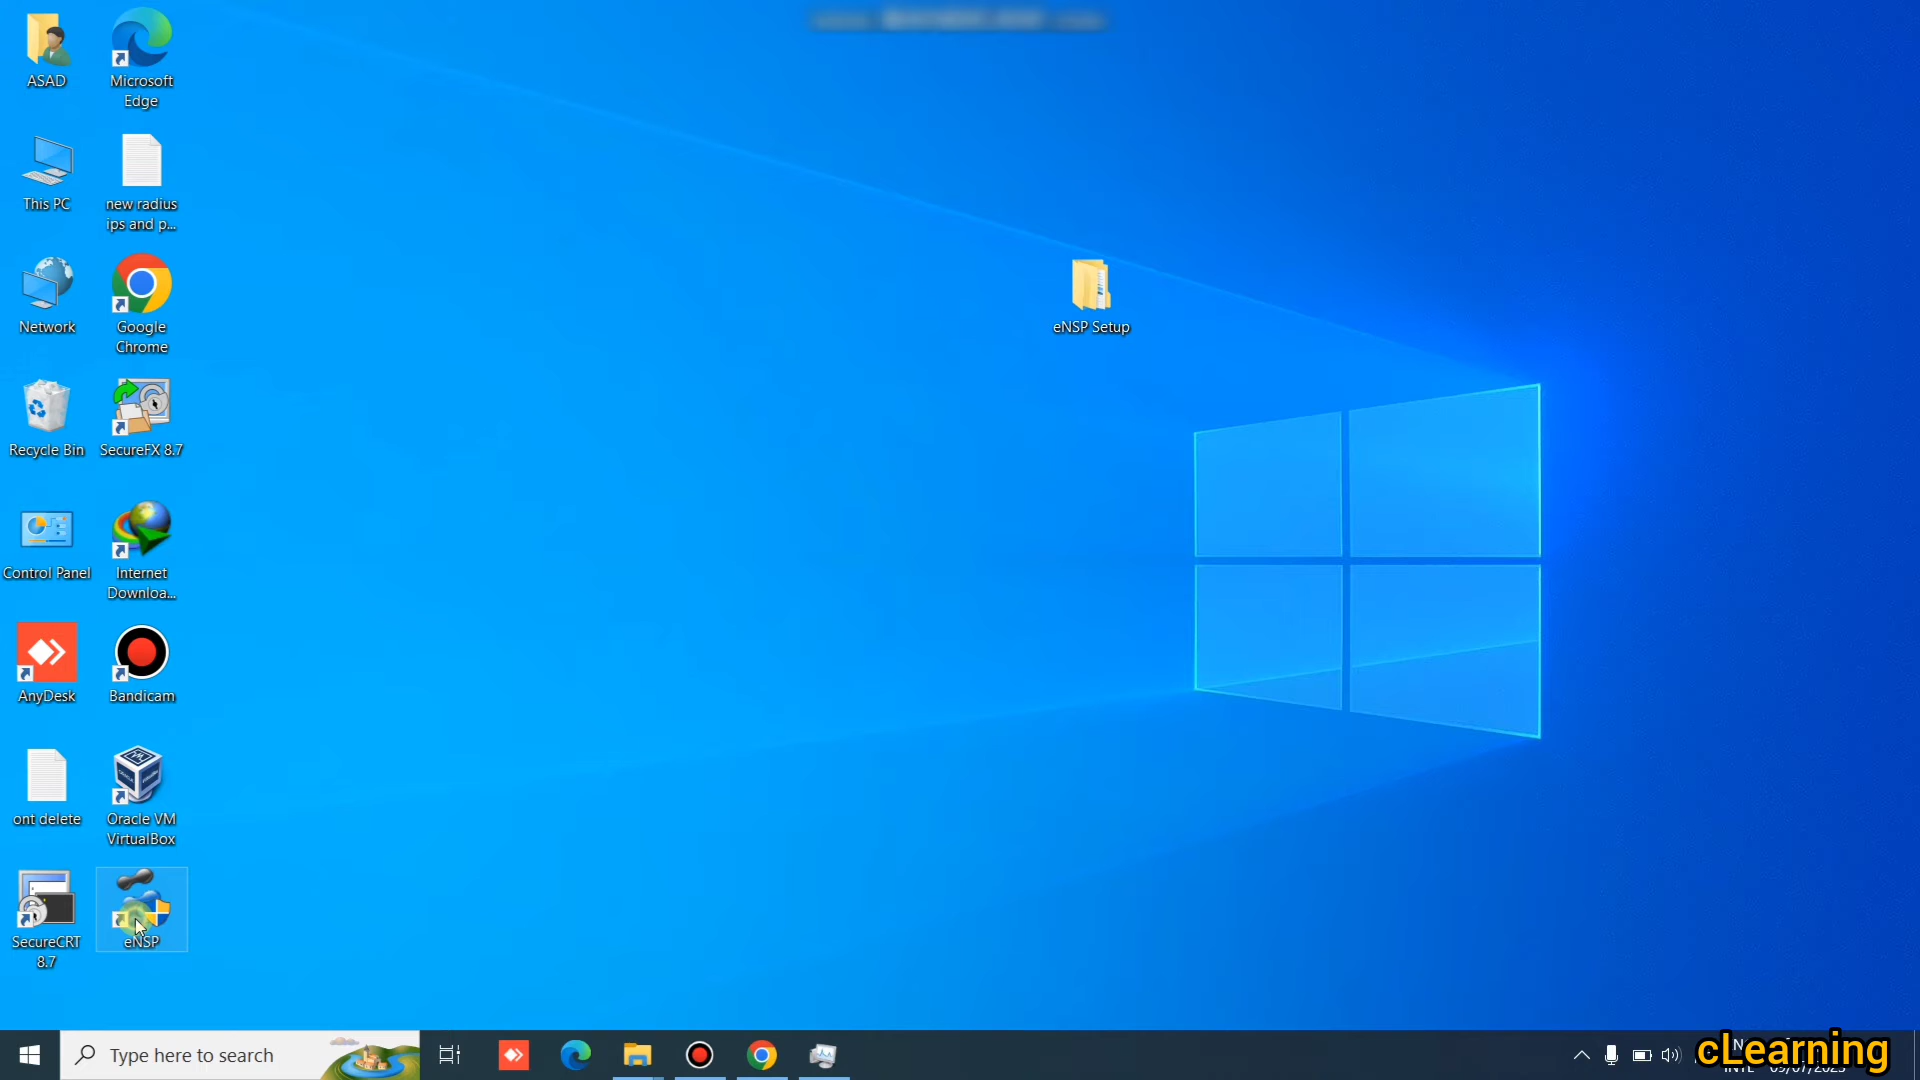 ASAD
Microsoft
Edge
This PC
new radius
ips and p...
Network
Google
Chrome
eNSP Setup
Recycle Bin
SecureFX 8.7
Control Panel
Internet
Downloa...
AnyDesk
Bandicam
ont delete
Oracle VM
VirtualBox
SecureCRT
8.7
eNSP
Type here to search
cLearning
INTL